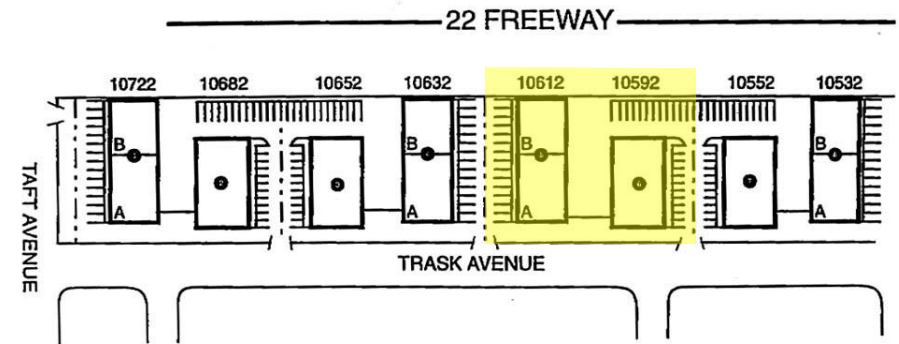 22 FREEWAY
10722 10682 10652 10632 10612 10592 10552 10532
B B B B
A A A A
TAFT AVENUE
TRASK AVENUE